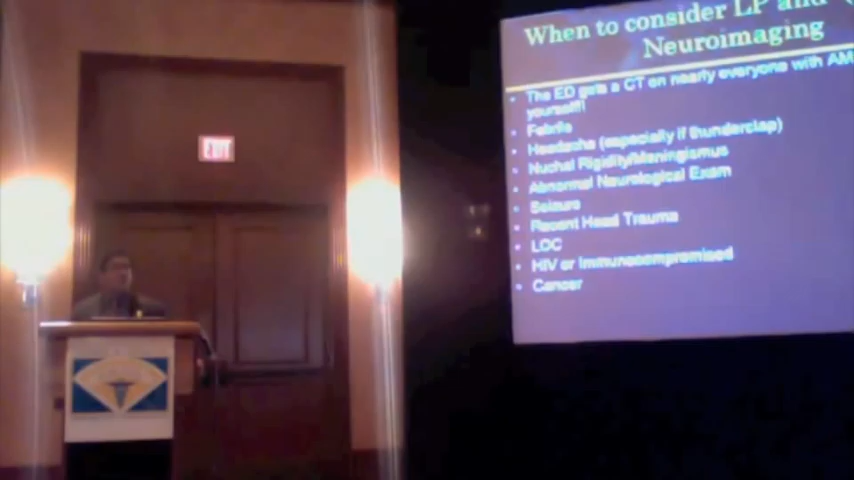 EXIT
When to consider LP and
Neuroimaging
The ED gets a CT on nearly everyone with AM
yourself!!
Febrile
Headache (especially if thunderclap)
Nuchal Rigidity/Meningismus
Abnormal Neurological Exam
Seizure
Recent Head Trauma
LOC
HIV or Immunocompromised
Cancer